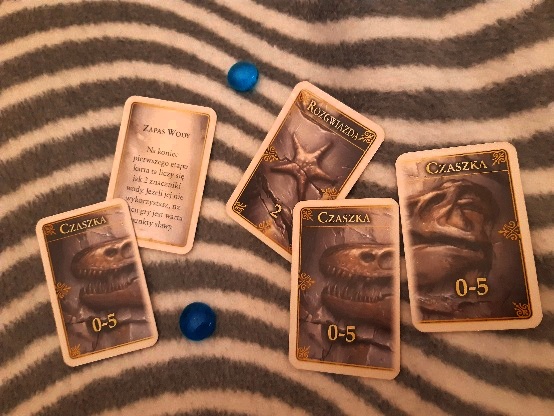 Zapas Wody
Na koniec
pierwszego etapu
karta ta liczy się
jak 2 znaczniki
wody. Jeżeli jej nie
wykorzystasz, na
gry jest warta
punkty sławy.
Rozgwiazda
2
Czaszka
0-5
Czaszka
0-5
Czaszka
0-5